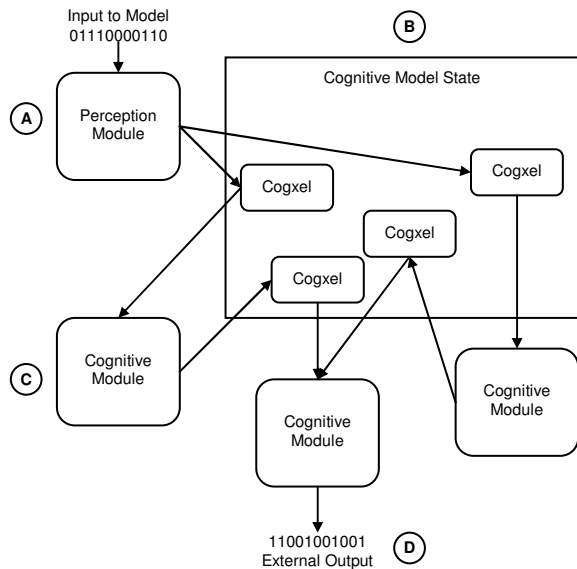 Input to Model
01110000110
B
Cognitive Model State
A
Perception
Module
Cogxel
Cogxel
Cogxel
Cogxel
C
Cognitive
Module
Cognitive
Module
Cognitive
Module
11001001001
External Output
D